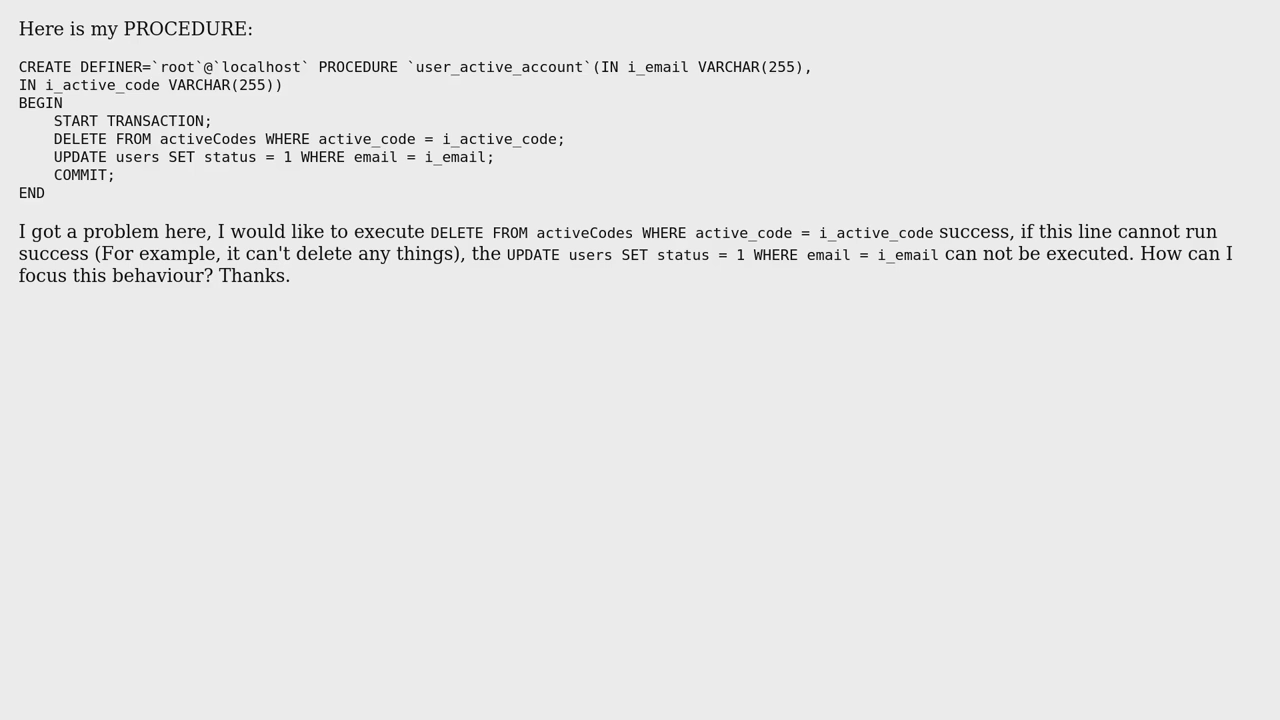 Here is my PROCEDURE:
CREATE DEFINER=`root`@`localhost` PROCEDURE `user_active_account`(IN i_email VARCHAR(255),
IN i_active_code VARCHAR(255))
BEGIN
    START TRANSACTION;
    DELETE FROM activeCodes WHERE active_code = i_active_code;
    UPDATE users SET status = 1 WHERE email = i_email;
    COMMIT;
END
I got a problem here, I would like to execute DELETE FROM activeCodes WHERE active_code = i_active_code success, if this line cannot run
success (For example, it can't delete any things), the UPDATE users SET status = 1 WHERE email = i_email can not be executed. How can I
focus this behaviour? Thanks.